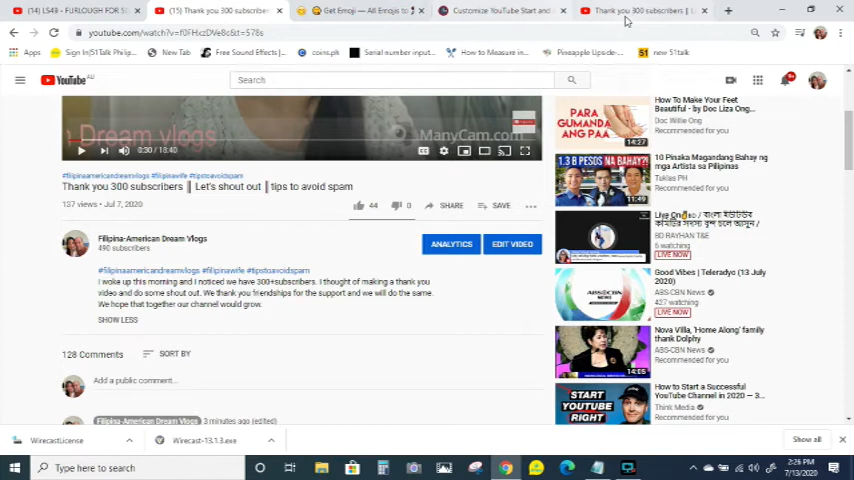 (14) LS49 - FURLOUGH FOR S
(15) Thank you 300 subscribers
Get Emoji — All Emojis to
Customize YouTube Start and
Thank you 300 subscribers || L
youtube.com/watch?v=f0FHxzDVe8c&t=578s
Apps
Sign In|51Talk Philip...
New Tab
Free Sound Effects|...
coins.ph
Serial number input...
How to Measure in...
Pineapple Upside-...
51 new 51talk
YouTube AU
Search
9+
Dream vlogs
ManyCam.com
0:30 / 18:40
#filipinaamericandreamvlogs #filipinawife #tipstoavoidspam
Thank you 300 subscribers || Let's shout out || tips to avoid spam
137 views • Jul 7, 2020
44
0
SHARE
SAVE
Filipina-American Dream Vlogs
490 subscribers
ANALYTICS
EDIT VIDEO
#filipinaamericandreamvlogs #filipinawife #tipstoavoidspam
I woke up this morning and I noticed we have 300+subscribers. I thought of making a thank you
video and do some shout out. We thank you friendships for the support and we will do the same.
We hope that together our channel would grow.
SHOW LESS
128 Comments
SORT BY
Add a public comment...
Filipina-American Dream Vlogs 3 minutes ago (edited)
PARA
GUMANDA
ANG PAA
14:27
How To Make Your Feet
Beautiful - by Doc Liza Ong...
Doc Willie Ong
Recommended for you
1.3 B PESOS NA BAHAY?!
11:49
10 Pinaka Magandang Bahay ng
mga Artista sa Pilipinas
Tuklas PH
Recommended for you
BD RAYHAN T&E
5 watching
LIVE NOW
ABS-CBN
NEWS
Good Vibes | Teleradyo (13 July
2020)
ABS-CBN News
427 watching
LIVE NOW
14:05
Nova Villa, 'Home Along' family
thank Dolphy
ABS-CBN News
Recommended for you
START
YOUTUBE
RIGHT
How to Start a Successful
YouTube Channel in 2020 — 3...
Think Media
Recommended for you
WirecastLicense
Wirecast-13.1.3.exe
Show all
Type here to search
2:26 PM
7/13/2020